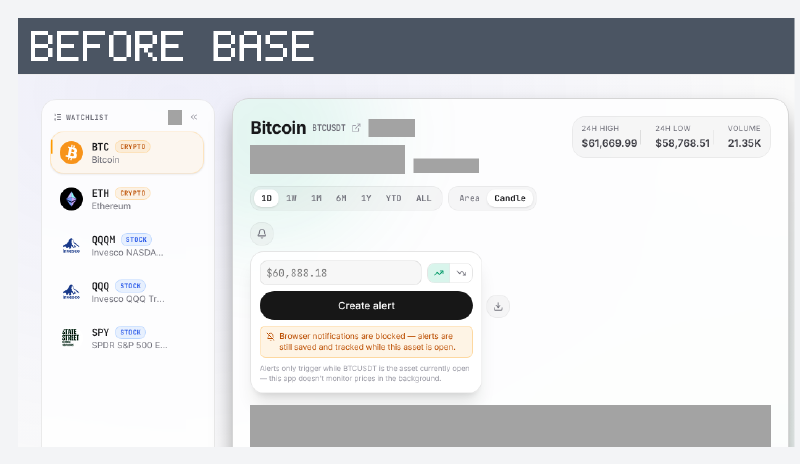 BEFORE BASE
WATCHLIST
BTC CRYPTO
Bitcoin
ETH CRYPTO
Ethereum
QQQM STOCK
Invesco NASDA...
QQQ STOCK
Invesco QQQ Tr...
SPY STOCK
SPDR S&P 500 E...
Invesco
Invesco
STATE STREET
Bitcoin BTCUSDT
24H HIGH 24H LOW VOLUME
$61,669.99 $58,768.51 21.35K
1D 1W 1M 6M 1Y YTD ALL Area Candle
$60,888.18
Create alert
Browser notifications are blocked — alerts are
still saved and tracked while this asset is open.
Alerts only trigger while BTCUSDT is the asset currently open
— this app doesn't monitor prices in the background.